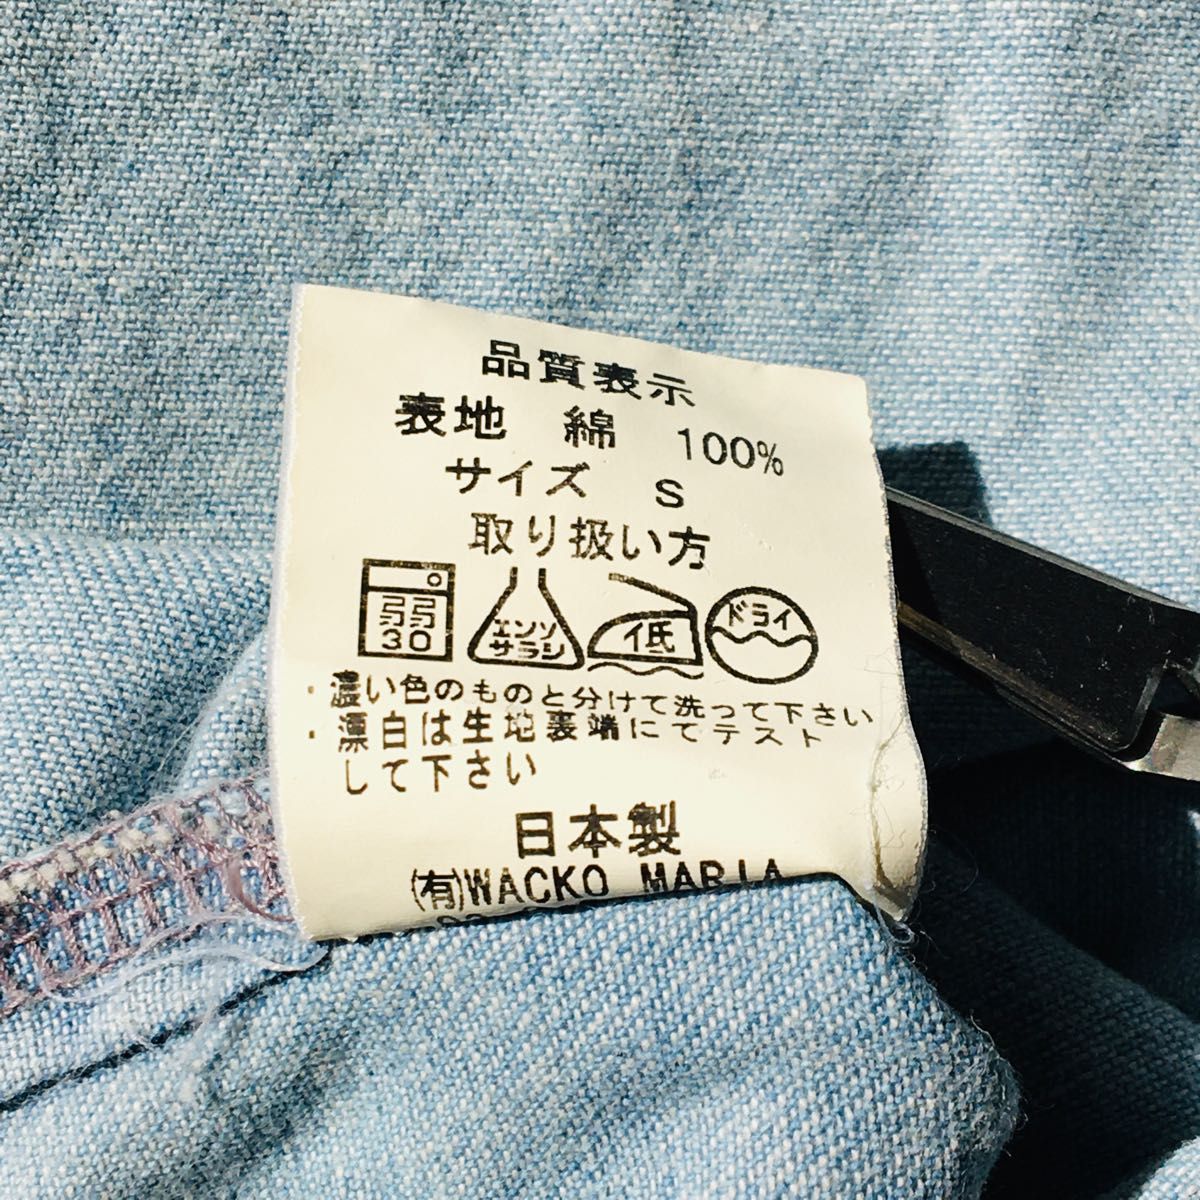 品質表示
表地 綿 100%
サイズ S
取り扱い方
弱弱 30 エンソサラシ イ氐 ドライ
・濃い色のものと分けて洗って下さい
・漂白は生地裏端にてテスト
して下さい
日本製
(有)WACKO MARIA